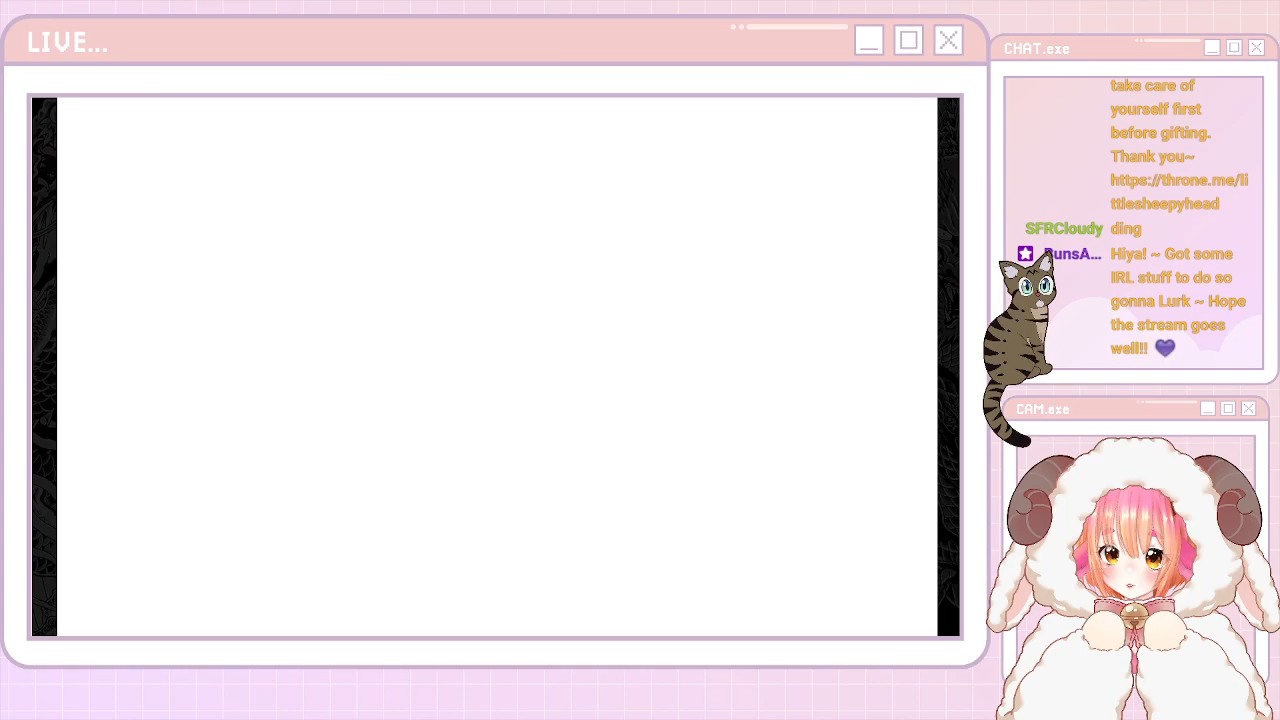 LIVE...
CHAT.exe
take care of
yourself first
before gifting.
Thank you~
https://throne.me/li
ttlesheepyhead
SFRCloudy ding
BunsA... Hiya! ~ Got some
IRL stuff to do so
gonna Lurk ~ Hope
the stream goes
well!! 💜
CAM.exe